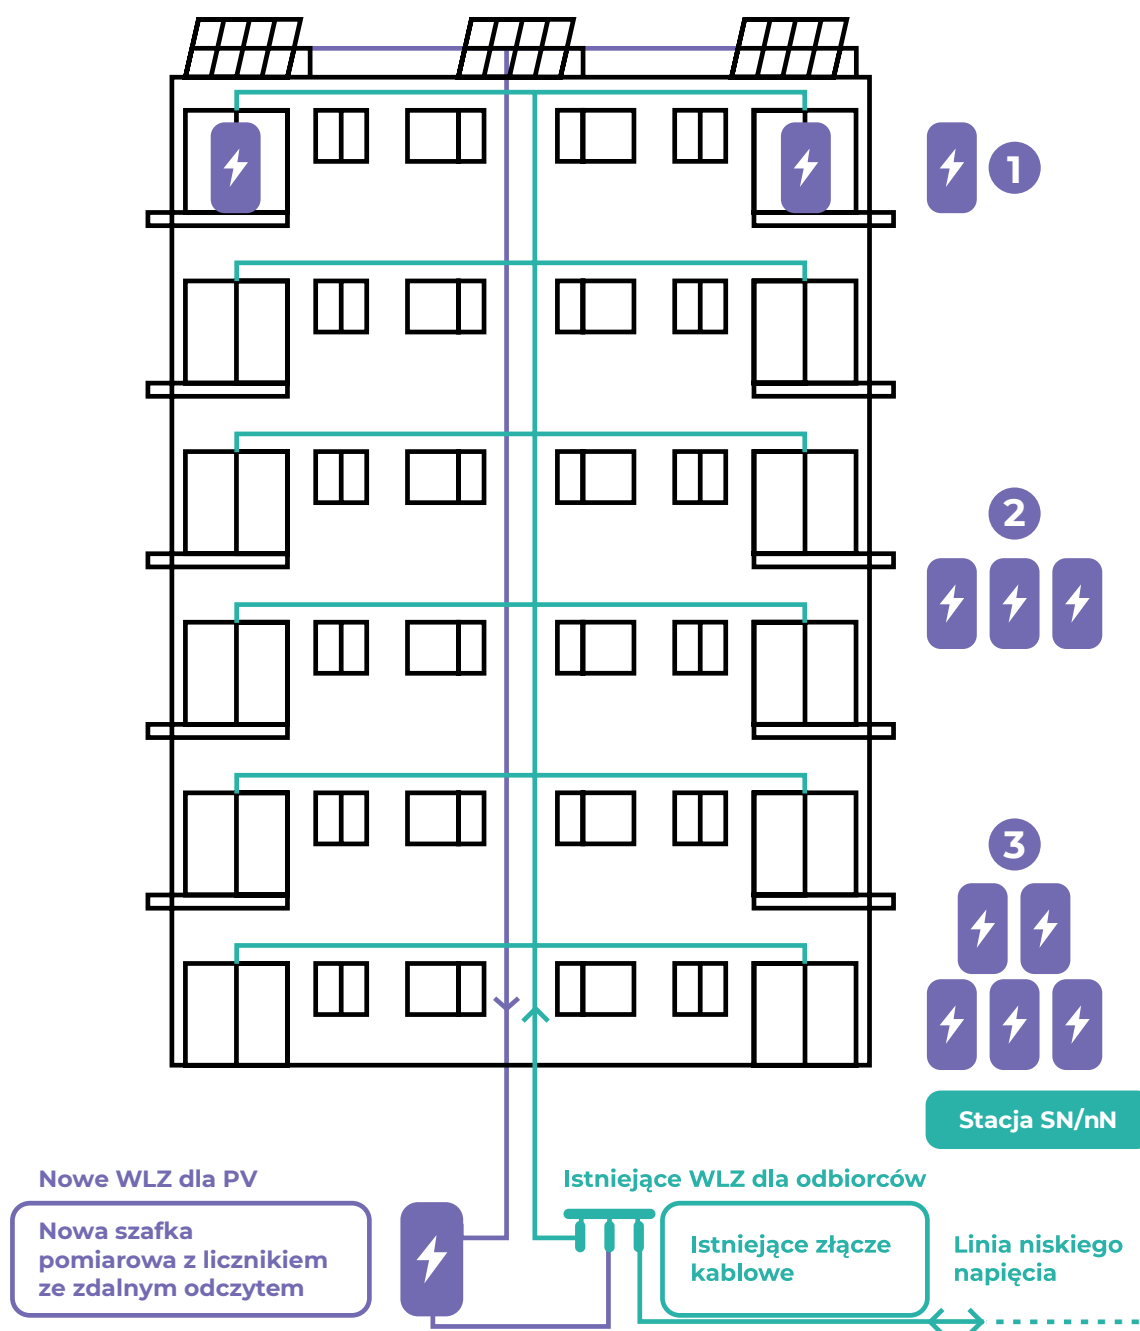 1
2
3
Stacja SN/nN
Nowe WLZ dla PV
Nowa szafka
pomiarowa z licznikiem
ze zdalnym odczytem
Istniejące WLZ dla odbiorców
Istniejące złącze
kablowe
Linia niskiego
napięcia